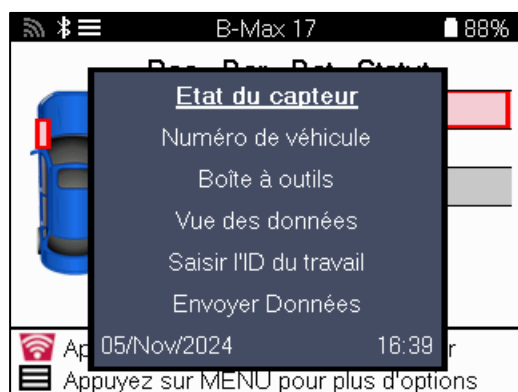 B-Max 17
88%
Etat du capteur
Numéro de véhicule
Boîte à outils
Vue des données
Saisir l'ID du travail
Envoyer Données
05/Nov/2024 16:39
Ap r
Appuyez sur MENU pour plus d'options